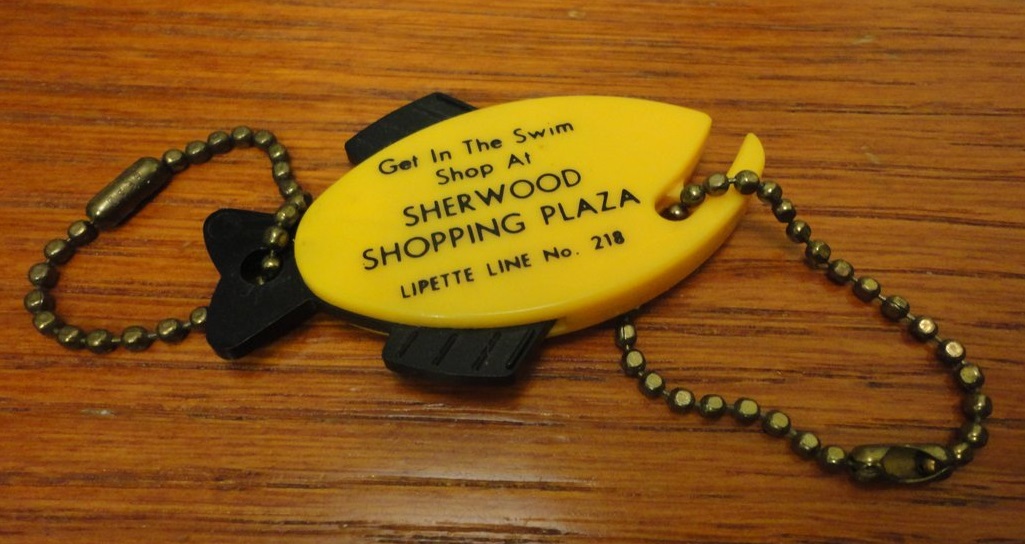 Get In The Swim
Shop At
SHERWOOD
SHOPPING PLAZA
LIPETTE LINE No. 218